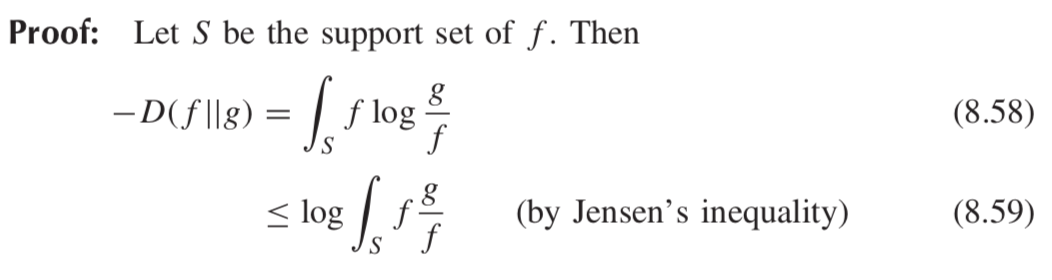 Proof: Let S be the support set of f. Then
−D(f||g) = ∫_S f log g/f (8.58)
≤ log ∫_S f g/f (by Jensen's inequality) (8.59)